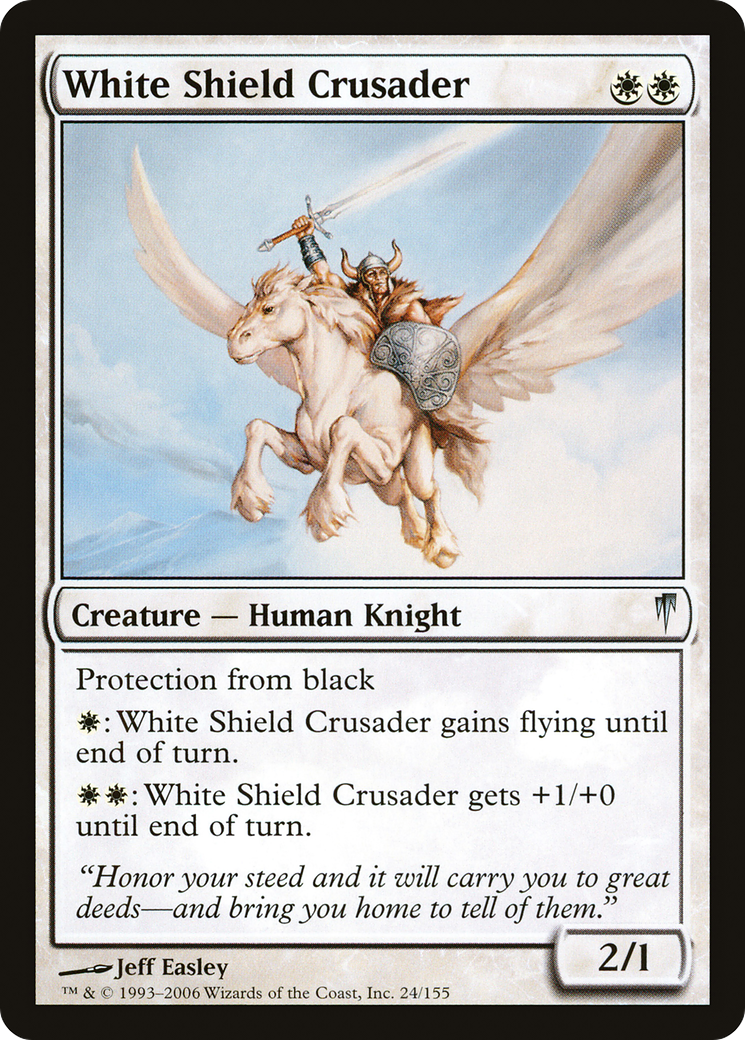 White Shield Crusader
Creature — Human Knight
Protection from black
: White Shield Crusader gains flying until
end of turn.
: White Shield Crusader gets +1/+0
until end of turn.
“Honor your steed and it will carry you to great
deeds—and bring you home to tell of them.”
2/1
Jeff Easley
™ & © 1993–2006 Wizards of the Coast, Inc. 24/155